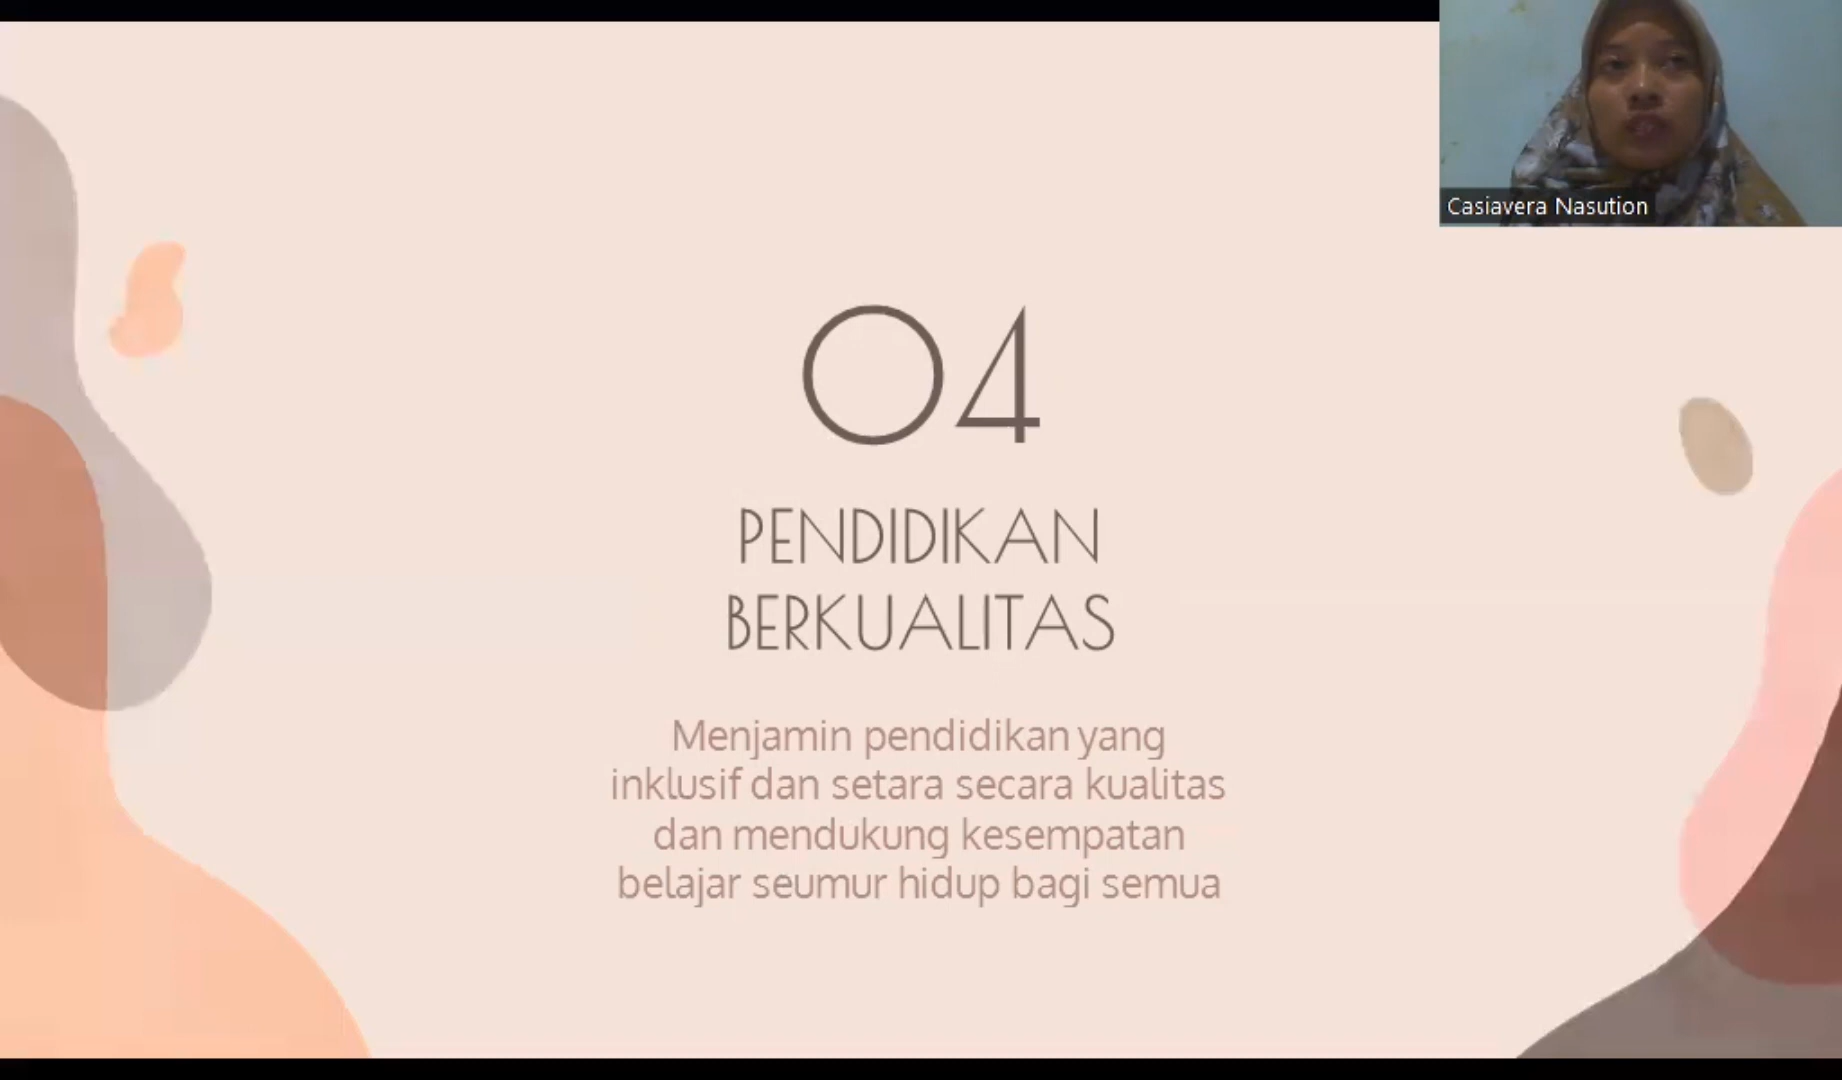 Casiavera Nasution
04
PENDIDIKAN
BERKUALITAS
Menjamin pendidikan yang
inklusif dan setara secara kualitas
dan mendukung kesempatan
belajar seumur hidup bagi semua